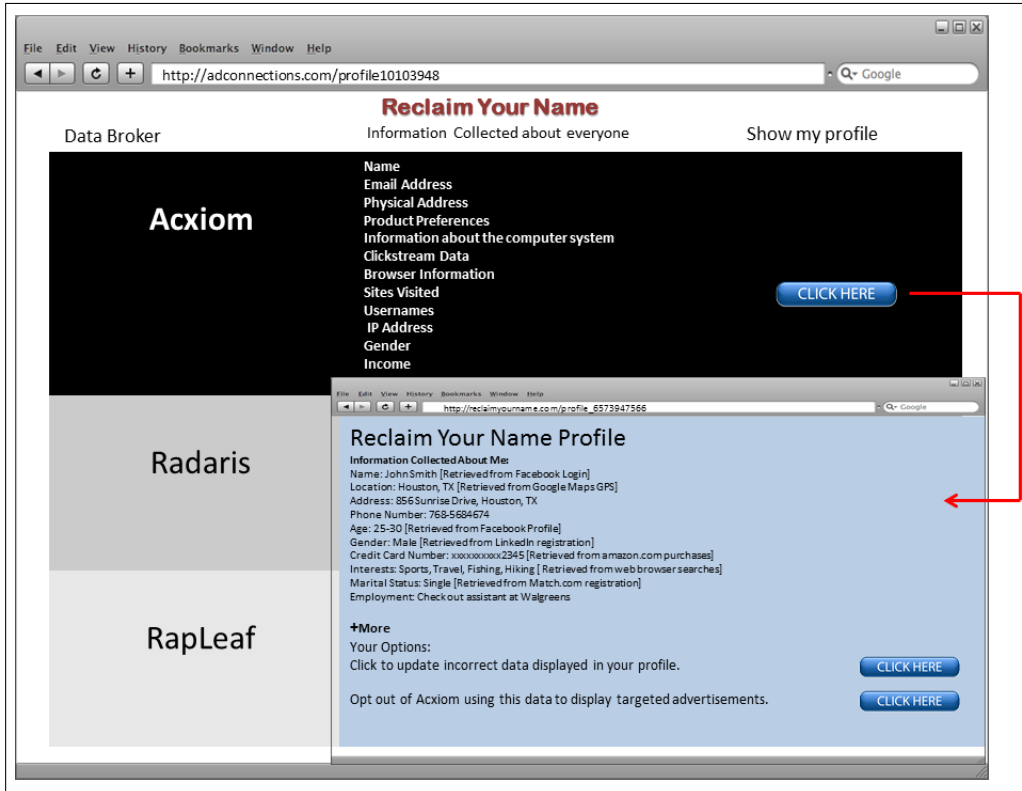 File Edit View History Bookmarks Window Help
http://adconnections.com/profile10103948
Google
Reclaim Your Name
Data Broker
Information Collected about everyone
Show my profile
Acxiom
Name
Email Address
Physical Address
Product Preferences
Information about the computer system
Clickstream Data
Browser Information
Sites Visited
Usernames
IP Address
Gender
Income
CLICK HERE
Radaris
RapLeaf
File Edit View History Bookmarks Window Help
http://reclaimyourname.com/profile_6573947566
Google
Reclaim Your Name Profile
Information Collected About Me:
Name: John Smith [Retrieved from Facebook Login]
Location: Houston, TX [Retrieved from Google Maps GPS]
Address: 856 Sunrise Drive, Houston, TX
Phone Number: 768-5684674
Age: 25-30 [Retrieved from Facebook Profile]
Gender: Male [Retrieved from LinkedIn registration]
Credit Card Number: xxxxxxxxxx2345 [Retrieved from amazon.com purchases]
Interests: Sports, Travel, Fishing, Hiking [ Retrieved from web browser searches]
Marital Status: Single [Retrieved from Match.com registration]
Employment: Checkout assistant at Walgreens
+More
Your Options:
Click to update incorrect data displayed in your profile.
CLICK HERE
Opt out of Acxiom using this data to display targeted advertisements.
CLICK HERE